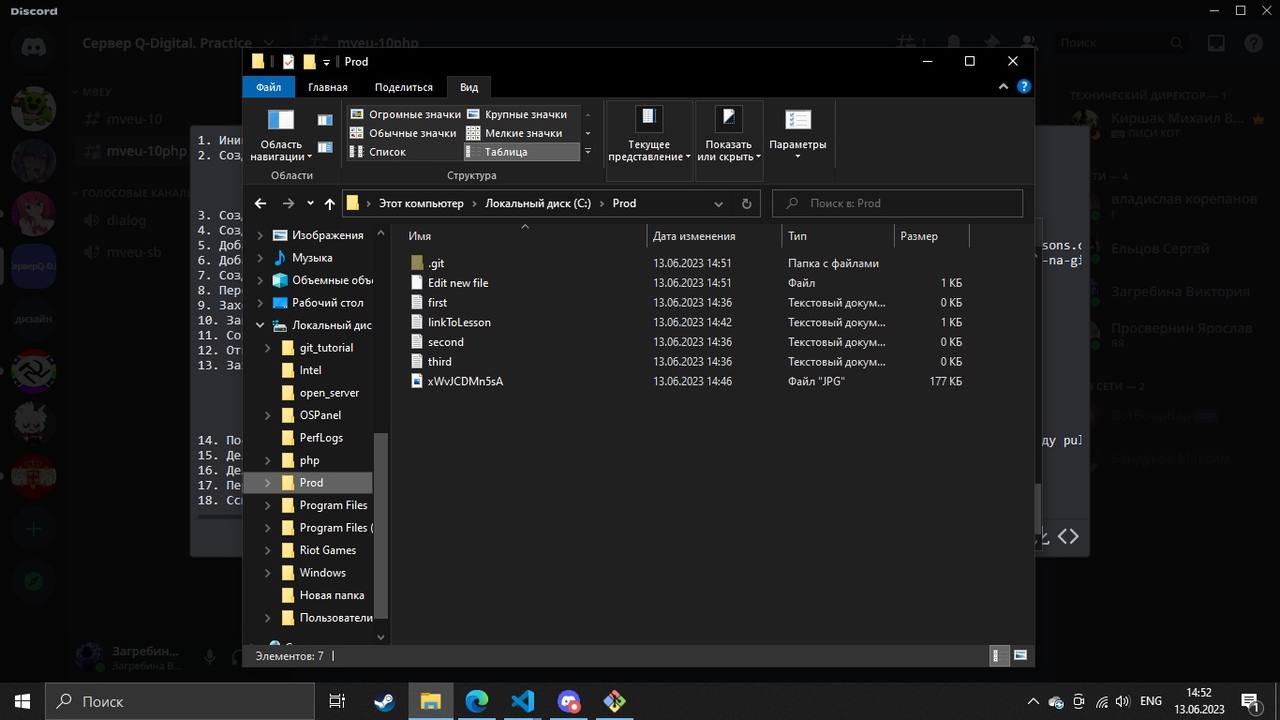 Discord
Сервер Q-Digital. Practice
mveu-10php
Поиск
МВЕУ
mveu-10
mveu-10php
ГОЛОСОВЫЕ КАНАЛЫ
dialog
mveu-sb
дизайн
Загребин...
Загребина В...
1. Ини
2. Соз
3. Соз
4. Соз
5. Доб
6. Доб
7. Соз
8. Пер
9. Зах
10. За
11. Со
12. От
13. За
14. По
15. Де
16. Де
17. Пе
18. Ссы
Prod
Файл
Главная
Поделиться
Вид
Область навигации
Огромные значки
Крупные значки
Обычные значки
Мелкие значки
Список
Таблица
Текущее представление
Показать или скрыть
Параметры
Области
Структура
Этот компьютер
Локальный диск (C:)
Prod
Поиск в: Prod
Изображения
Музыка
Объемные объе
Рабочий стол
Локальный дис
git_tutorial
Intel
open_server
OSPanel
PerfLogs
php
Prod
Program Files
Program Files (
Riot Games
Windows
Новая папка
Пользователи
Имя
Дата изменения
Тип
Размер
.git 13.06.2023 14:51 Папка с файлами
Edit new file 13.06.2023 14:51 Файл 1 КБ
first 13.06.2023 14:36 Текстовый докум... 0 КБ
linkToLesson 13.06.2023 14:42 Текстовый докум... 1 КБ
second 13.06.2023 14:36 Текстовый докум... 0 КБ
third 13.06.2023 14:36 Текстовый докум... 0 КБ
xWvJCDMn5sA 13.06.2023 14:46 Файл "JPG" 177 КБ
Элементов: 7
sons.c
-na-gi
ду pul
ТЕХНИЧЕСКИЙ ДИРЕКТОР — 1
Киршак Михаил В...
ПИСИ КОТ
ЕТИ — 4
владислав корепанов
Ельцов Сергей
Загребина Виктория
Просвернин Ярослав
яя
О СЕТИ — 2
Поиск
ENG
14:52
13.06.2023
1